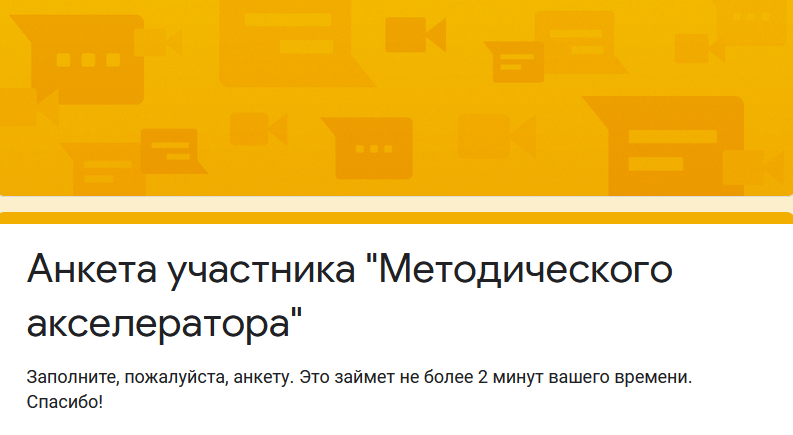 Анкета участника "Методического
акселератора"
Заполните, пожалуйста, анкету. Это займет не более 2 минут вашего времени.
Спасибо!